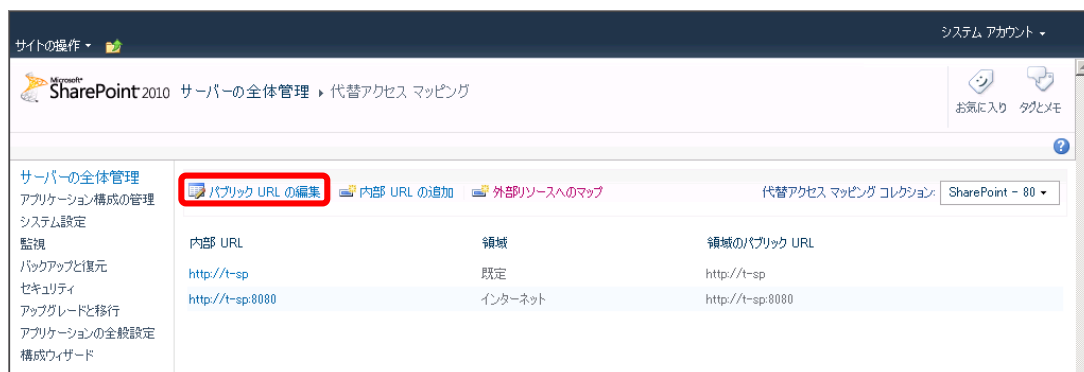 システム アカウント
サイトの操作
Microsoft
SharePoint 2010 サーバーの全体管理 ▸ 代替アクセス マッピング
お気に入り タグとメモ
サーバーの全体管理
アプリケーション構成の管理
システム設定
監視
バックアップと復元
セキュリティ
アップグレードと移行
アプリケーションの全般設定
構成ウィザード
パブリック URL の編集 内部 URL の追加 外部リソースへのマップ 代替アクセス マッピング コレクション: SharePoint - 80
内部 URL 領域 領域のパブリック URL
http://t-sp 既定 http://t-sp
http://t-sp:8080 インターネット http://t-sp:8080